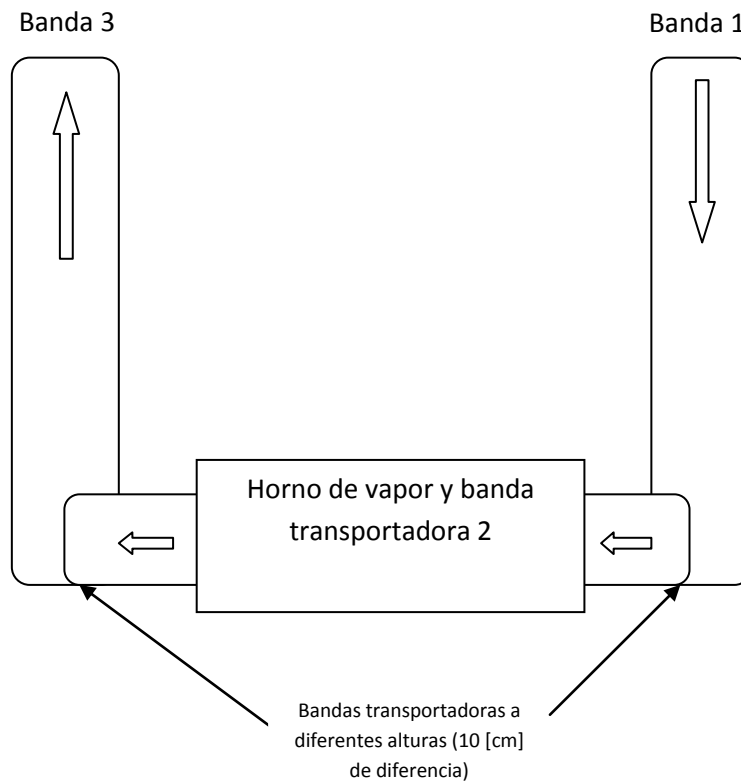 Banda 3
Banda 1
Horno de vapor y banda
transportadora 2
Bandas transportadoras a
diferentes alturas (10 [cm]
de diferencia)